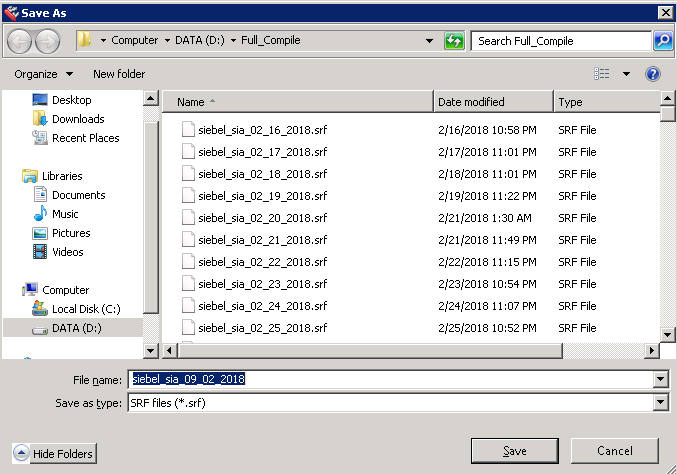 Save As
Computer DATA (D:) Full_Compile Search Full_Compile
Organize New folder
Desktop
Downloads
Recent Places
Libraries
Documents
Music
Pictures
Videos
Computer
Local Disk (C:)
DATA (D:)
Name Date modified Type
siebel_sia_02_16_2018.srf 2/16/2018 10:58 PM SRF File
siebel_sia_02_17_2018.srf 2/17/2018 11:01 PM SRF File
siebel_sia_02_18_2018.srf 2/18/2018 11:01 PM SRF File
siebel_sia_02_19_2018.srf 2/19/2018 11:22 PM SRF File
siebel_sia_02_20_2018.srf 2/21/2018 1:30 AM SRF File
siebel_sia_02_21_2018.srf 2/21/2018 11:49 PM SRF File
siebel_sia_02_22_2018.srf 2/22/2018 11:15 PM SRF File
siebel_sia_02_23_2018.srf 2/23/2018 10:54 PM SRF File
siebel_sia_02_24_2018.srf 2/24/2018 11:07 PM SRF File
siebel_sia_02_25_2018.srf 2/25/2018 10:52 PM SRF File
File name: siebel_sia_09_02_2018
Save as type: SRF files (*.srf)
Hide Folders Save Cancel